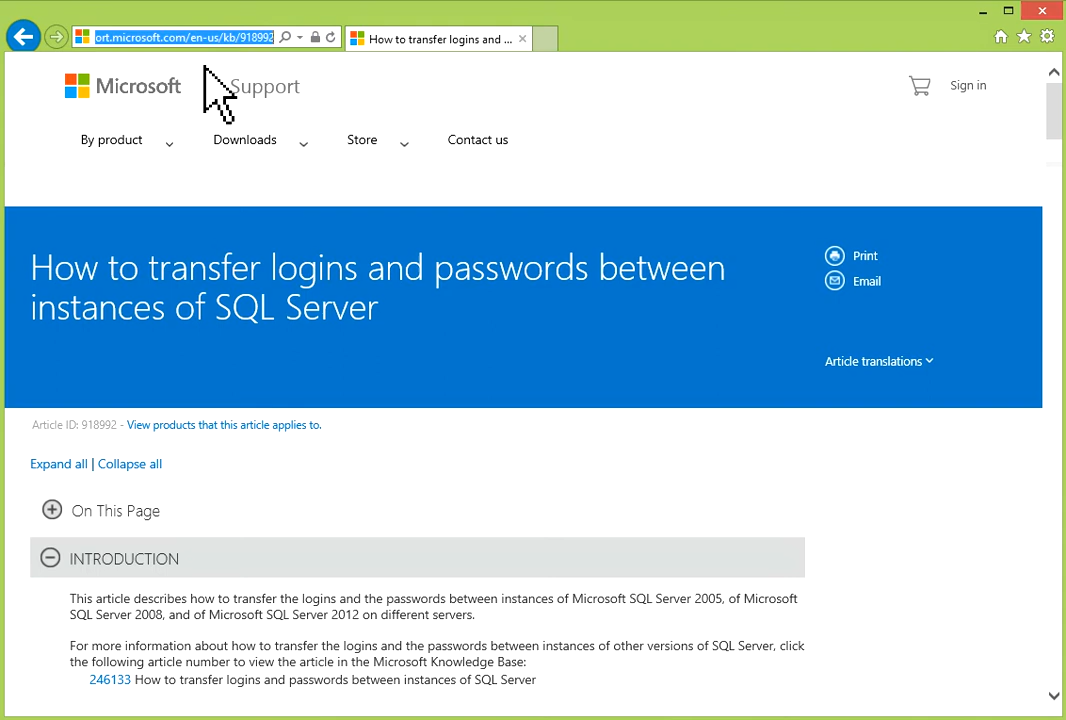 ort.microsoft.com/en-us/kb/918992
How to transfer logins and ...
Microsoft Support
Sign in
By product
Downloads
Store
Contact us
How to transfer logins and passwords between
instances of SQL Server
Print
Email
Article translations
Article ID: 918992 - View products that this article applies to.
Expand all | Collapse all
On This Page
INTRODUCTION
This article describes how to transfer the logins and the passwords between instances of Microsoft SQL Server 2005, of Microsoft
SQL Server 2008, and of Microsoft SQL Server 2012 on different servers.
For more information about how to transfer the logins and the passwords between instances of other versions of SQL Server, click
the following article number to view the article in the Microsoft Knowledge Base:
246133 How to transfer logins and passwords between instances of SQL Server